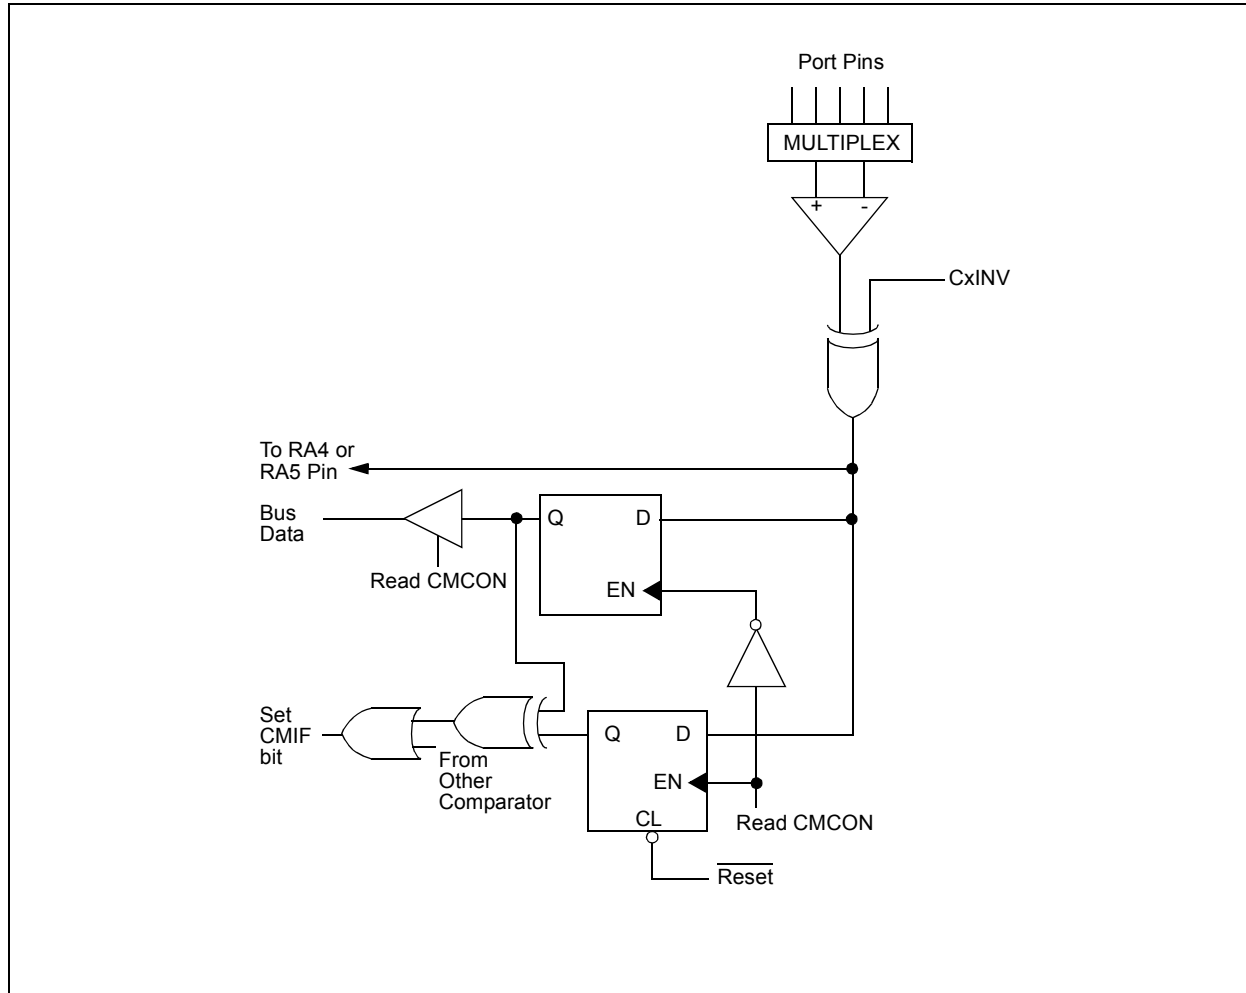 Port Pins
MULTIPLEX
+ -
CxINV
To RA4 or
RA5 Pin
Bus
Data
Q D
EN
Read CMCON
Set
CMIF
bit
From
Other
Comparator
Q D
EN
CL
Read CMCON
Reset